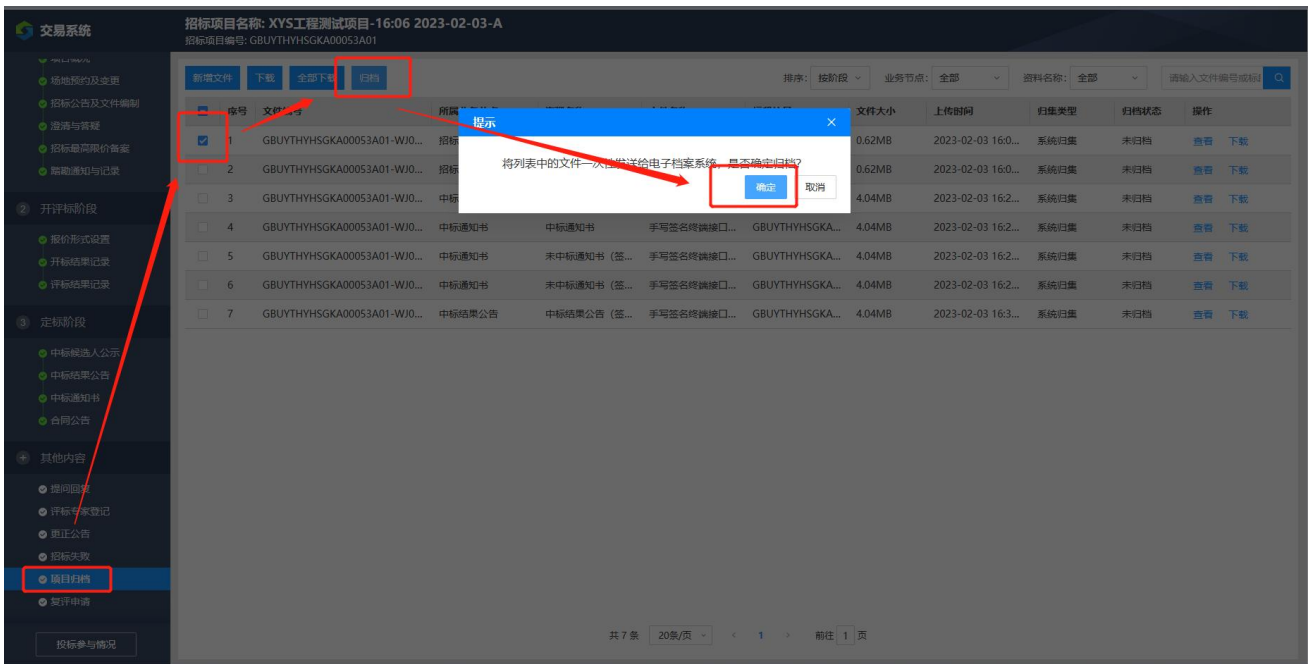 交易系统
招标项目名称: XYS工程测试项目-16:06 2023-02-03-A
招标项目编号: GBUYTHYHSGKA00053A01
场地预约及变更
招标公告及文件编制
澄清与答疑
招标最高限价备案
踏勘通知与记录
2 开评标阶段
报价形式设置
开标结果记录
评标结果记录
3 定标阶段
中标候选人公示
中标结果公告
中标通知书
合同公告
其他内容
提问回复
评标专家登记
更正公告
招标失败
项目归档
复评申请
投标参与情况
新增文件 下载 全部下载 归档 排序: 按阶段 业务节点: 全部 资料名称: 全部 请输入文件编号或标
序号 文件编号 文件大小 上传时间 归集类型 归档状态 操作
1 GBUYTHYHSGKA00053A01-WJ0... 招标 0.62MB 2023-02-03 16:0... 系统归集 未归档 查看 下载
2 GBUYTHYHSGKA00053A01-WJ0... 招标 0.62MB 2023-02-03 16:0... 系统归集 未归档 查看 下载
3 GBUYTHYHSGKA00053A01-WJ0... 中标 4.04MB 2023-02-03 16:2... 系统归集 未归档 查看 下载
4 GBUYTHYHSGKA00053A01-WJ0... 中标通知书 中标通知书 手写签名终端接口... GBUYTHYHSGKA... 4.04MB 2023-02-03 16:2... 系统归集 未归档 查看 下载
5 GBUYTHYHSGKA00053A01-WJ0... 中标通知书 未中标通知书（签... 手写签名终端接口... GBUYTHYHSGKA... 4.04MB 2023-02-03 16:2... 系统归集 未归档 查看 下载
6 GBUYTHYHSGKA00053A01-WJ0... 中标通知书 未中标通知书（签... 手写签名终端接口... GBUYTHYHSGKA... 4.04MB 2023-02-03 16:2... 系统归集 未归档 查看 下载
7 GBUYTHYHSGKA00053A01-WJ0... 中标结果公告 中标结果公告（签... 手写签名终端接口... GBUYTHYHSGKA... 4.04MB 2023-02-03 16:3... 系统归集 未归档 查看 下载
提示
将列表中的文件一次性发送给电子档案系统，是否确定归档?
确定 取消
共 7 条 20条/页 1 前往 1 页